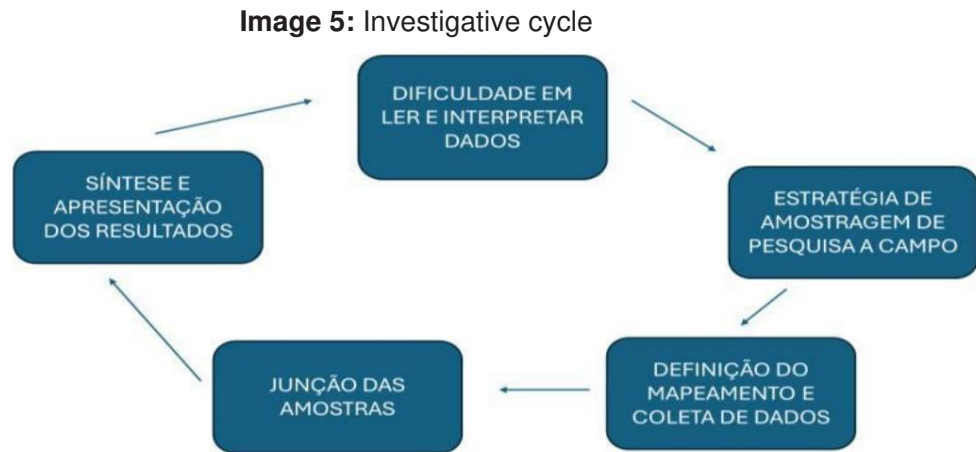 Image 5: Investigative cycle
DIFICULDADE EM
LER E INTERPRETAR
DADOS
ESTRATÉGIA DE
AMOSTRAGEM DE
PESQUISA A CAMPO
DEFINIÇÃO DO
MAPEAMENTO E
COLETA DE DADOS
JUNÇÃO DAS
AMOSTRAS
SÍNTESE E
APRESENTAÇÃO
DOS RESULTADOS